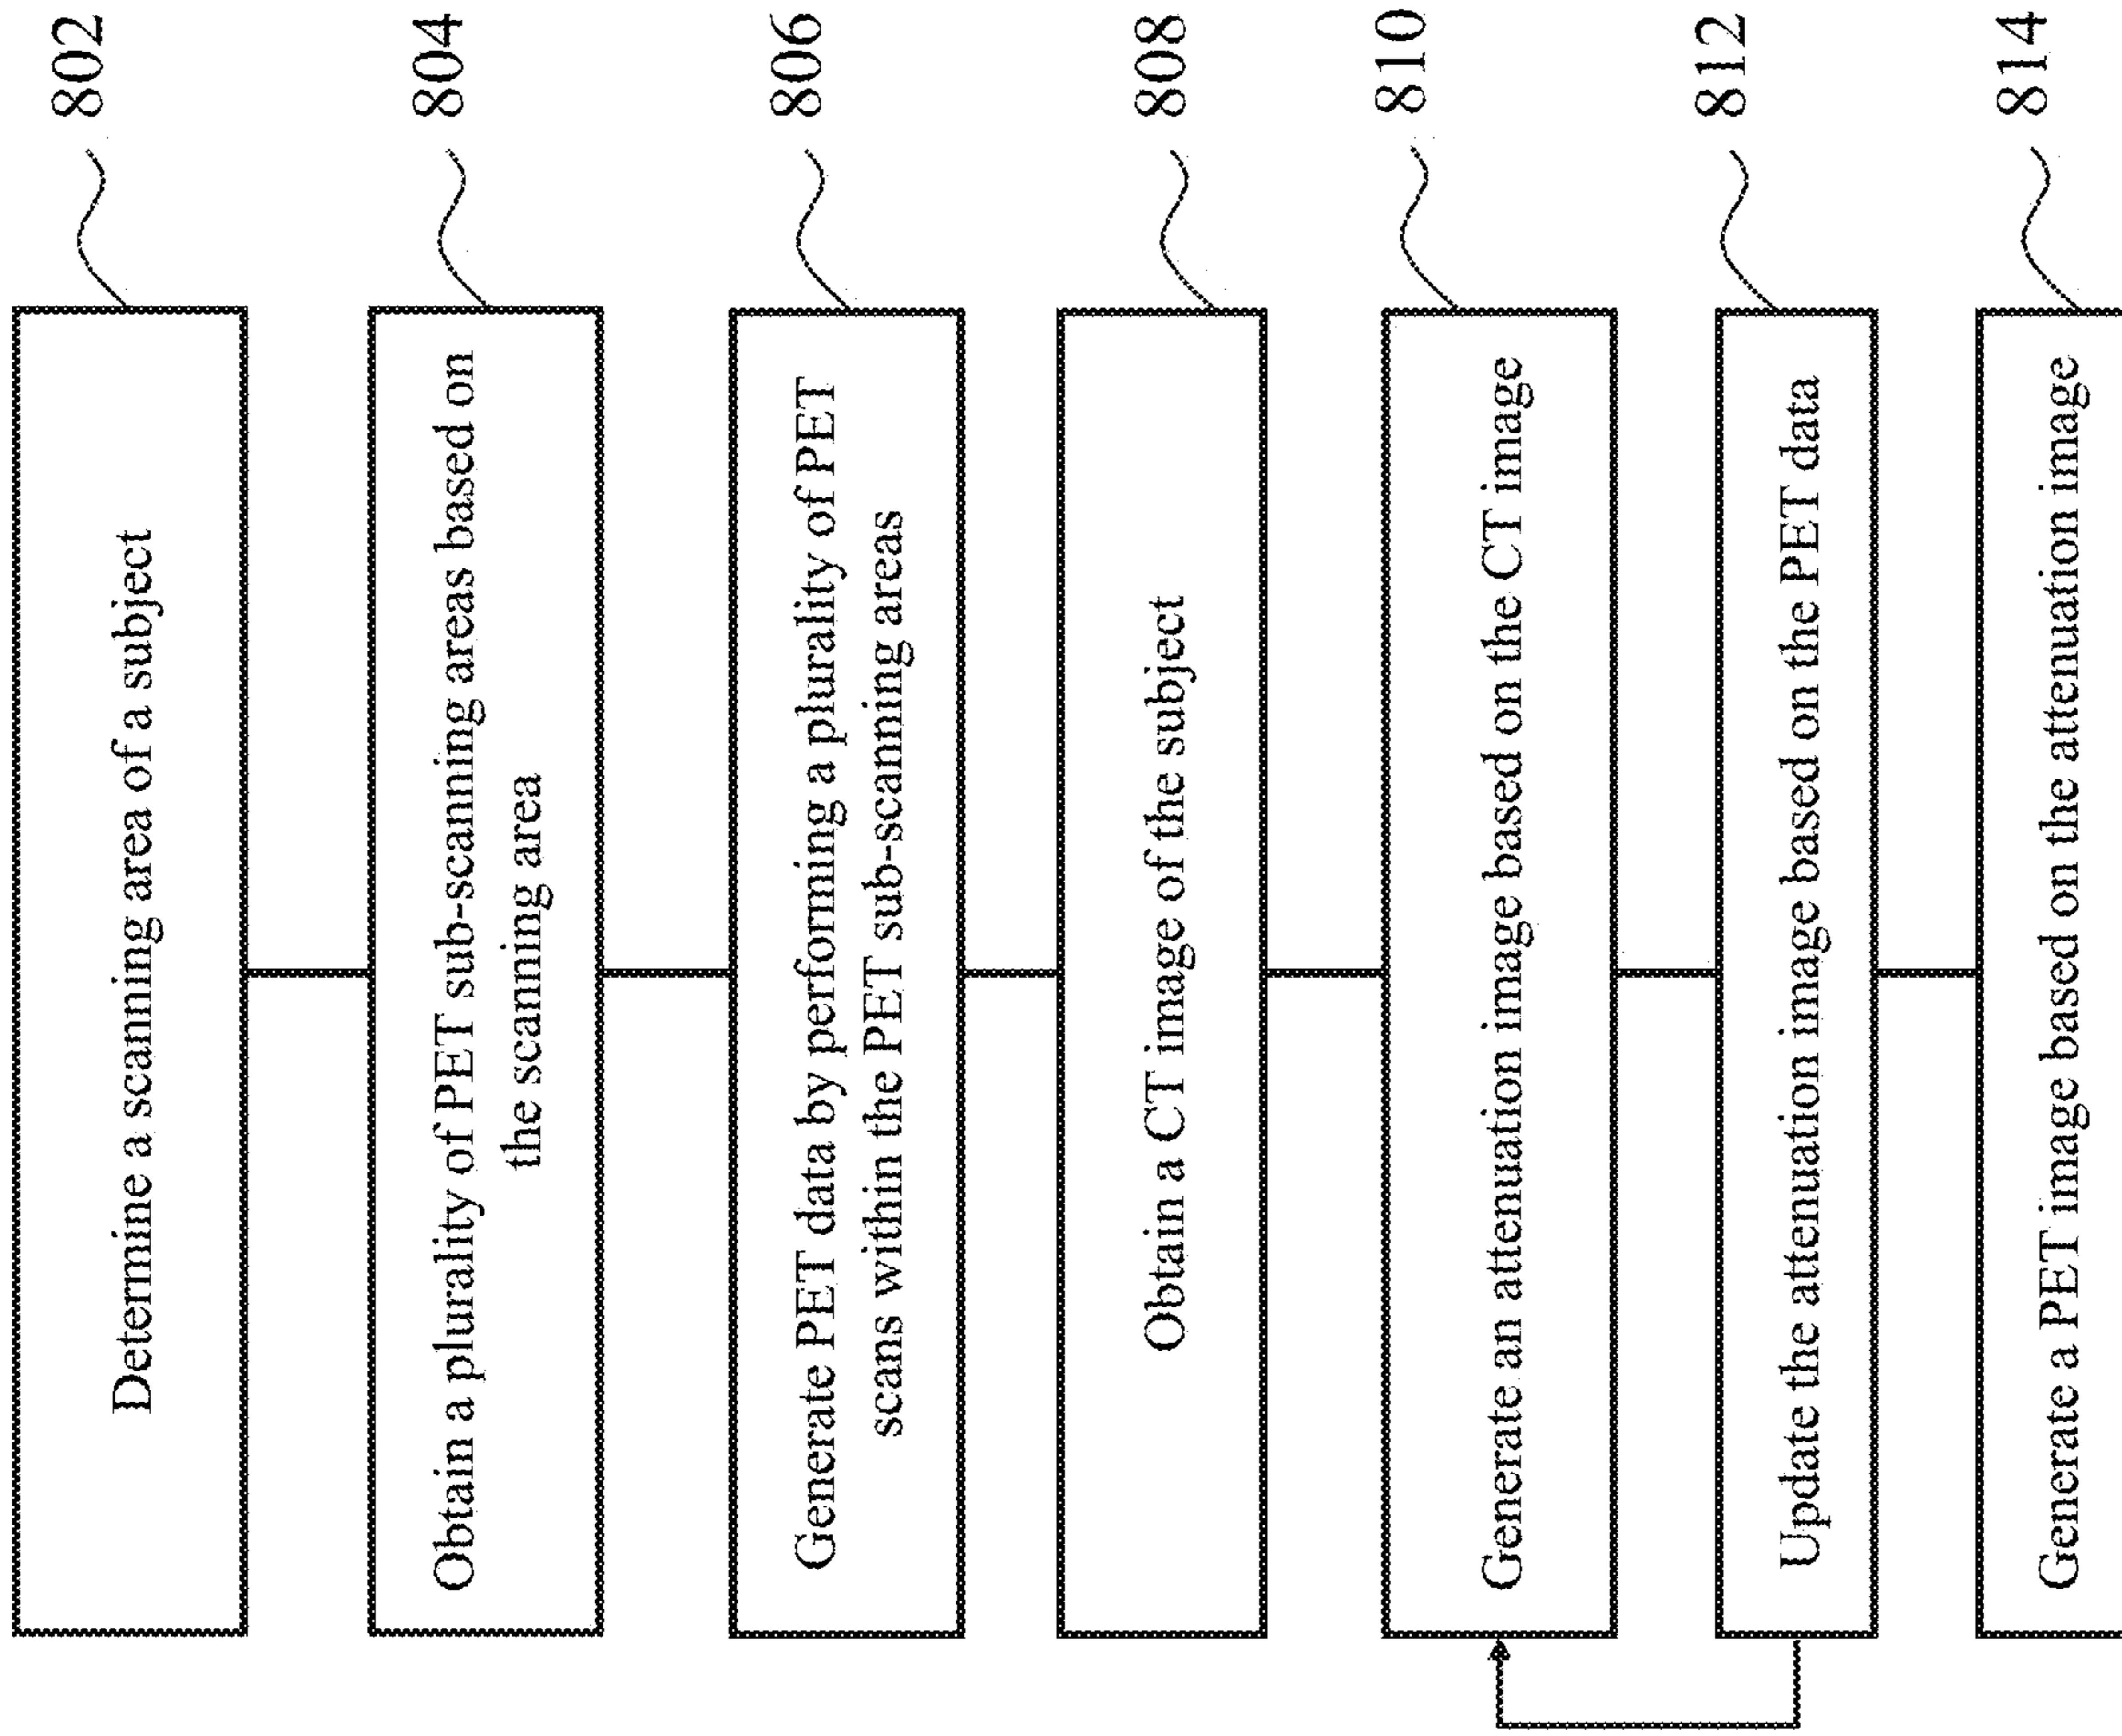 Determine a scanning area of a subject
802
Obtain a plurality of PET sub-scanning areas based on
the scanning area
804
Generate PET data by performing a plurality of PET
scans within the PET sub-scanning areas
806
Obtain a CT image of the subject
808
Generate an attenuation image based on the CT image
810
Update the attenuation image based on the PET data
812
Generate a PET image based on the attenuation image
814